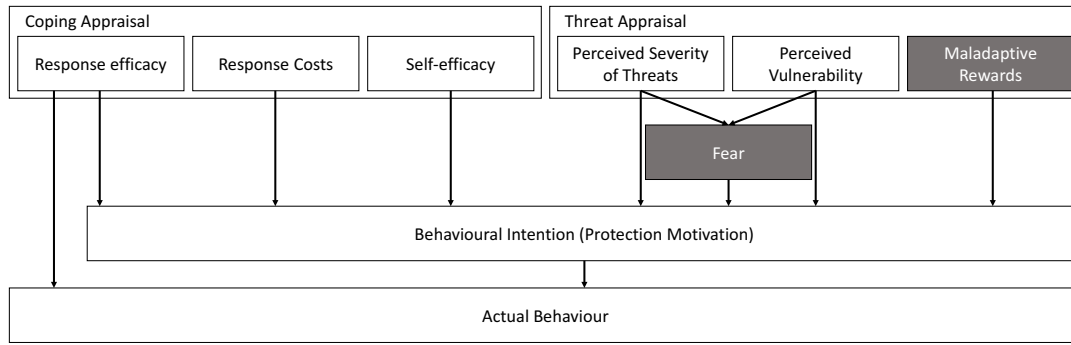 Coping Appraisal
Threat Appraisal
Response efficacy
Response Costs
Self-efficacy
Perceived Severity
of Threats
Perceived
Vulnerability
Maladaptive
Rewards
Fear
Behavioural Intention (Protection Motivation)
Actual Behaviour